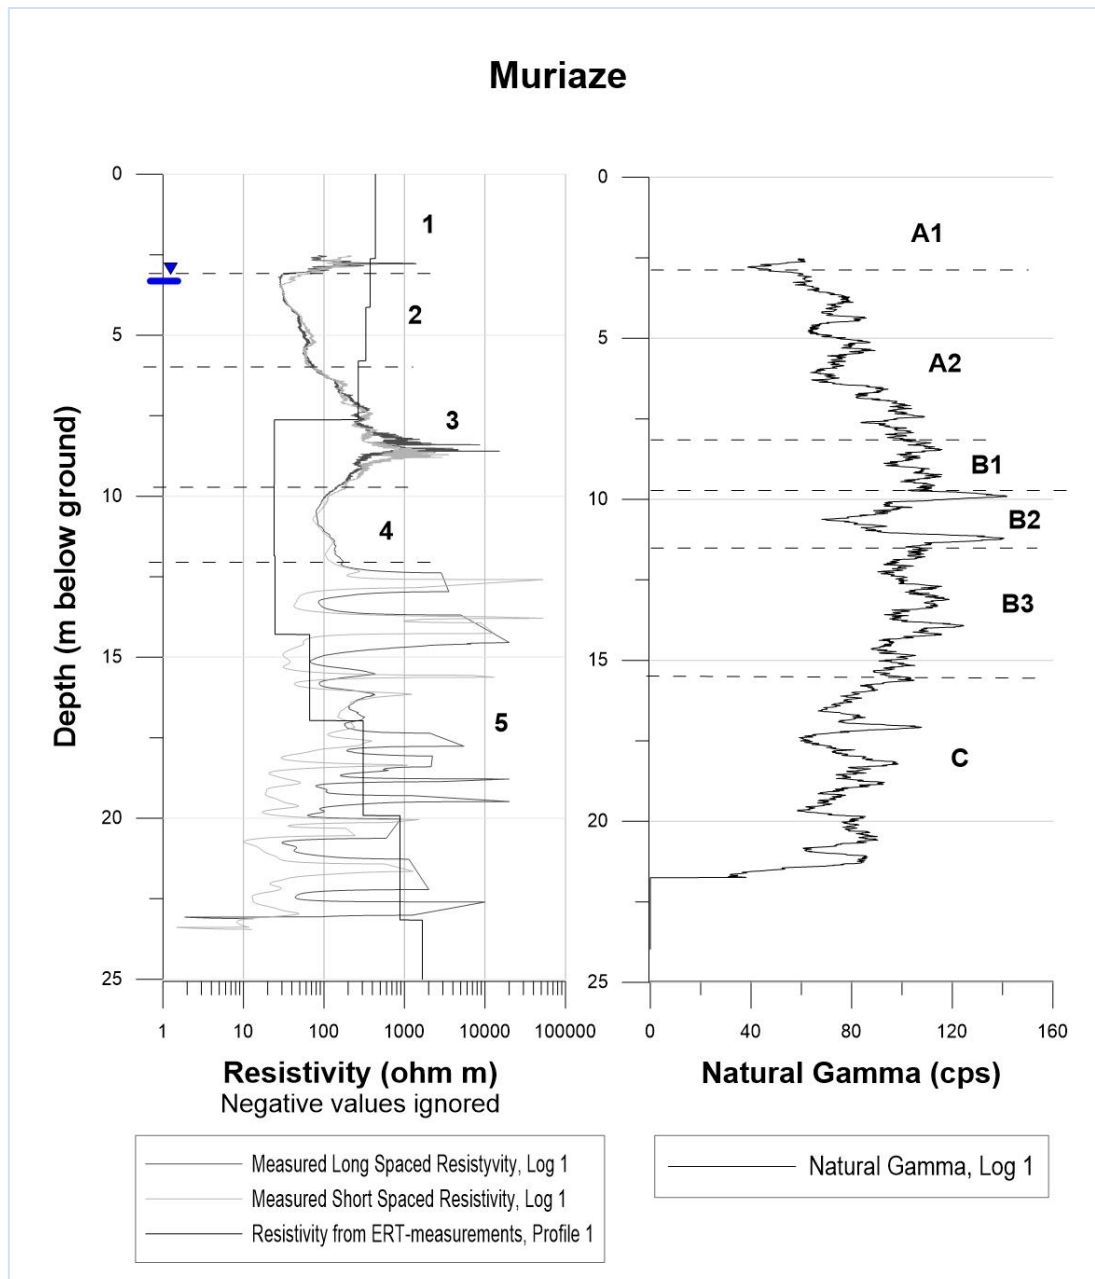 Muriaze
0
5
10
15
20
25
Depth (m below ground)
1
2
3
4
5
1
10
100
1000
10000
100000
Resistivity (ohm m)
Negative values ignored
Measured Long Spaced Resistyvity, Log 1
Measured Short Spaced Resistivity, Log 1
Resistivity from ERT-measurements, Profile 1
0
5
10
15
20
25
A1
A2
B1
B2
B3
C
0
40
80
120
160
Natural Gamma (cps)
Natural Gamma, Log 1